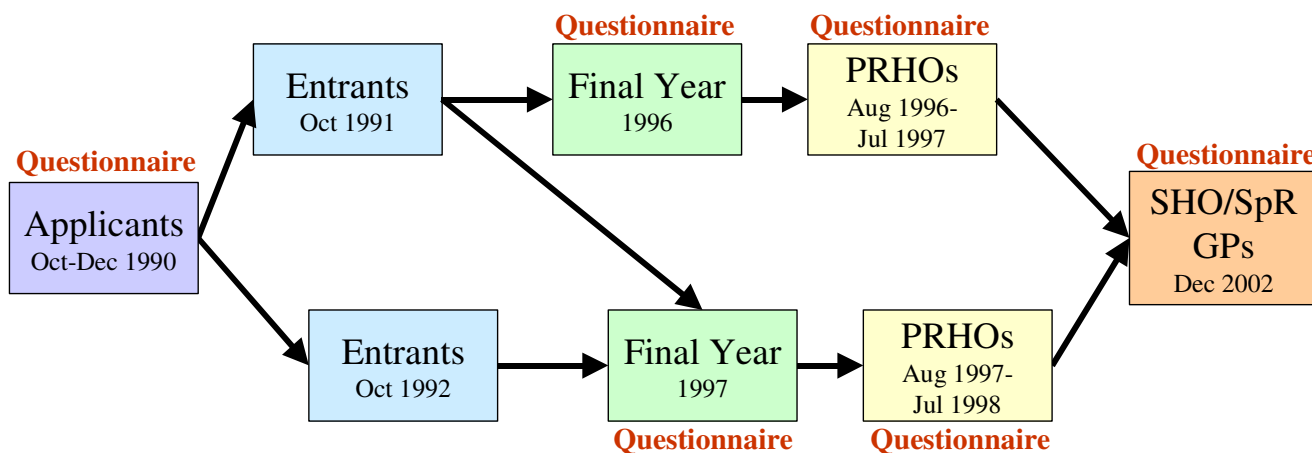 Questionnaire
Applicants
Oct-Dec 1990
Entrants
Oct 1991
Questionnaire
Final Year
1996
Questionnaire
PRHOs
Aug 1996-
Jul 1997
Entrants
Oct 1992
Final Year
1997
Questionnaire
PRHOs
Aug 1997-
Jul 1998
Questionnaire
Questionnaire
SHO/SpR
GPs
Dec 2002